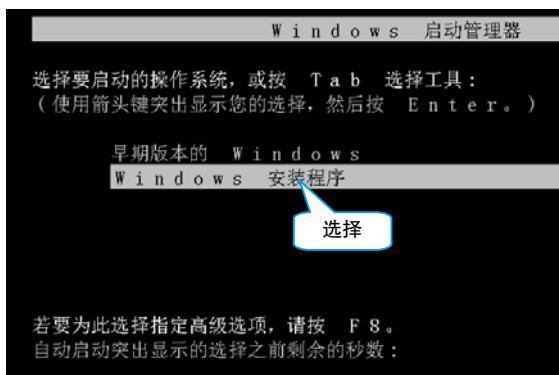 Windows 启动管理器
选择要启动的操作系统，或按 Tab 选择工具：
（使用箭头键突出显示您的选择，然后按 Enter。）
早期版本的 Windows
Windows 安装程序
选择
若要为此选择指定高级选项，请按 F8。
自动启动突出显示的选择之前剩余的秒数：